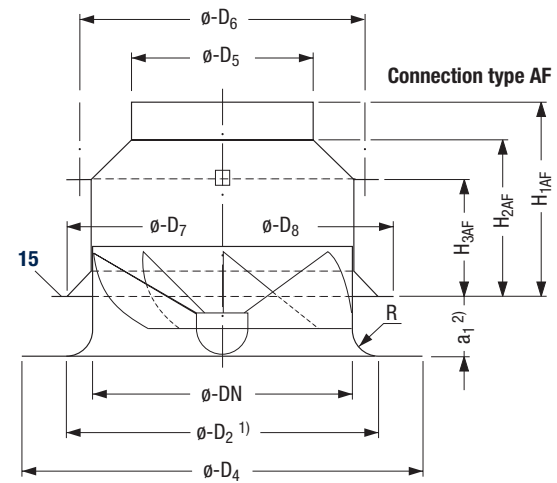 ø-D₆
ø-D₅
Connection type AF
H₁AF
H₂AF
H₃AF
ø-D₇ ø-D₈
15
R
a₁ ²⁾
ø-DN
ø-D₂ ¹⁾
ø-D₄